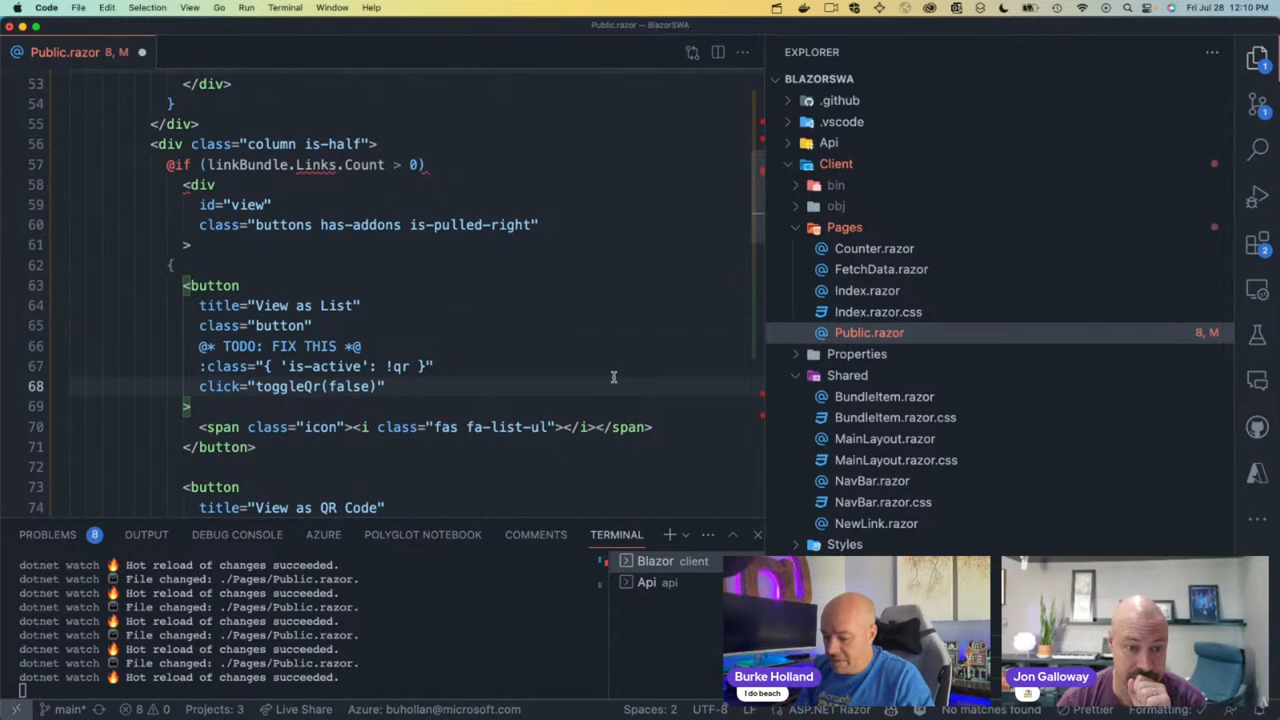 Code File Edit Selection View Go Run Terminal Window Help
Fri Jul 28 12:10 PM
Public.razor — BlazorSWA
Public.razor 8, M
53 </div>
54 }
55 </div>
56 <div class="column is-half">
57 @if (linkBundle.Links.Count > 0)
58 <div
59 id="view"
60 class="buttons has-addons is-pulled-right"
61 >
62 {
63 <button
64 title="View as List"
65 class="button"
66 @* TODO: FIX THIS *@
67 :class="{ 'is-active': !qr }"
68 click="toggleQr(false)"
69 >
70 <span class="icon"><i class="fas fa-list-ul"></i></span>
71 </button>
72
73 <button
74 title="View as QR Code"
EXPLORER
BLAZORSWA
.github
.vscode
Api
Client
bin
obj
Pages
Counter.razor
FetchData.razor
Index.razor
Index.razor.css
Public.razor 8, M
Properties
Shared
BundleItem.razor
BundleItem.razor.css
MainLayout.razor
MainLayout.razor.css
NavBar.razor
NavBar.razor.css
NewLink.razor
Styles
1
1
2
PROBLEMS 8 OUTPUT DEBUG CONSOLE AZURE POLYGLOT NOTEBOOK COMMENTS TERMINAL
dotnet watch 🔥 Hot reload of changes succeeded.
dotnet watch File changed: ./Pages/Public.razor.
dotnet watch 🔥 Hot reload of changes succeeded.
dotnet watch File changed: ./Pages/Public.razor.
dotnet watch 🔥 Hot reload of changes succeeded.
dotnet watch File changed: ./Pages/Public.razor.
dotnet watch 🔥 Hot reload of changes succeeded.
dotnet watch File changed: ./Pages/Public.razor.
dotnet watch 🔥 Hot reload of changes succeeded.
Blazor client
Api api
Burke Holland
I do beach
Jon Galloway
main* 8 0 Projects: 3 Live Share Azure: buhollan@microsoft.com Spaces: 2 UTF-8 LF ASP.NET Razor No matches found Prettier